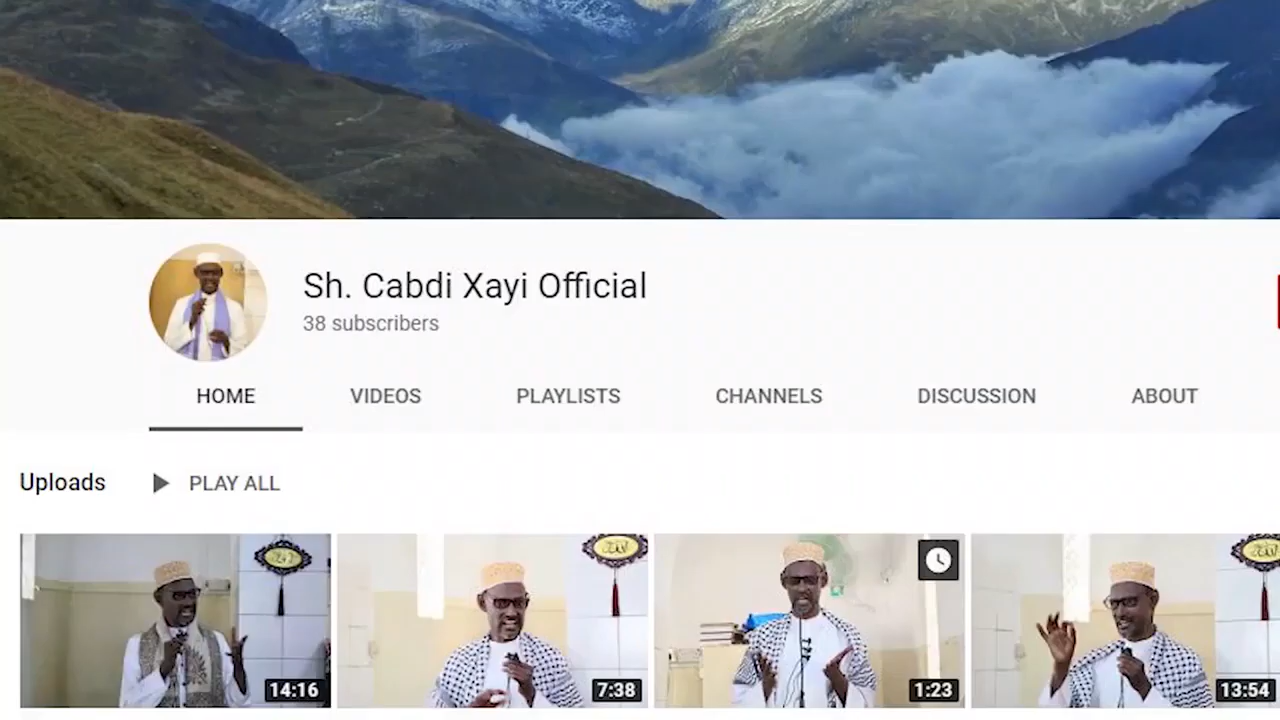 Sh. Cabdi Xayi Official
38 subscribers
HOME VIDEOS PLAYLISTS CHANNELS DISCUSSION ABOUT
Uploads PLAY ALL
14:16 7:38 1:23 13:54